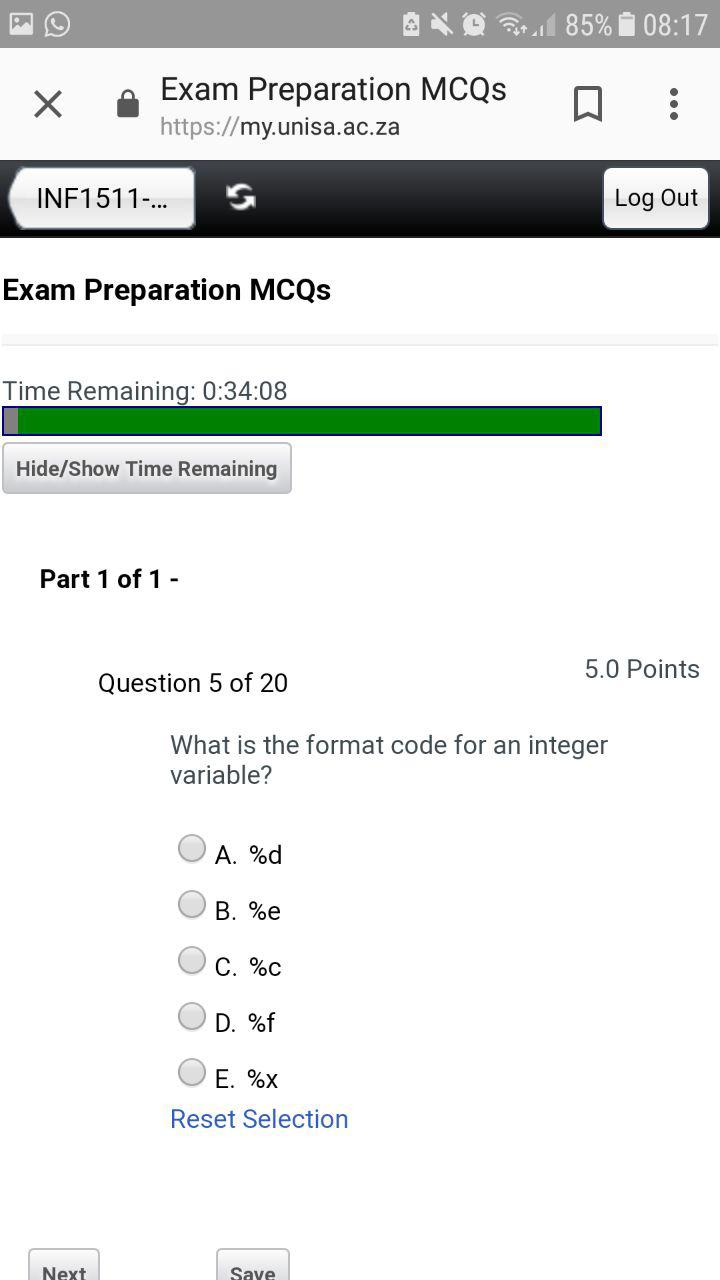 85% 08:17
Exam Preparation MCQs
https://my.unisa.ac.za
INF1511-...
Log Out
Exam Preparation MCQs
Time Remaining: 0:34:08
Hide/Show Time Remaining
Part 1 of 1 -
5.0 Points
Question 5 of 20
What is the format code for an integer
variable?
A. %d
B. %e
C. %c
D. %f
E. %x
Reset Selection
Next Save